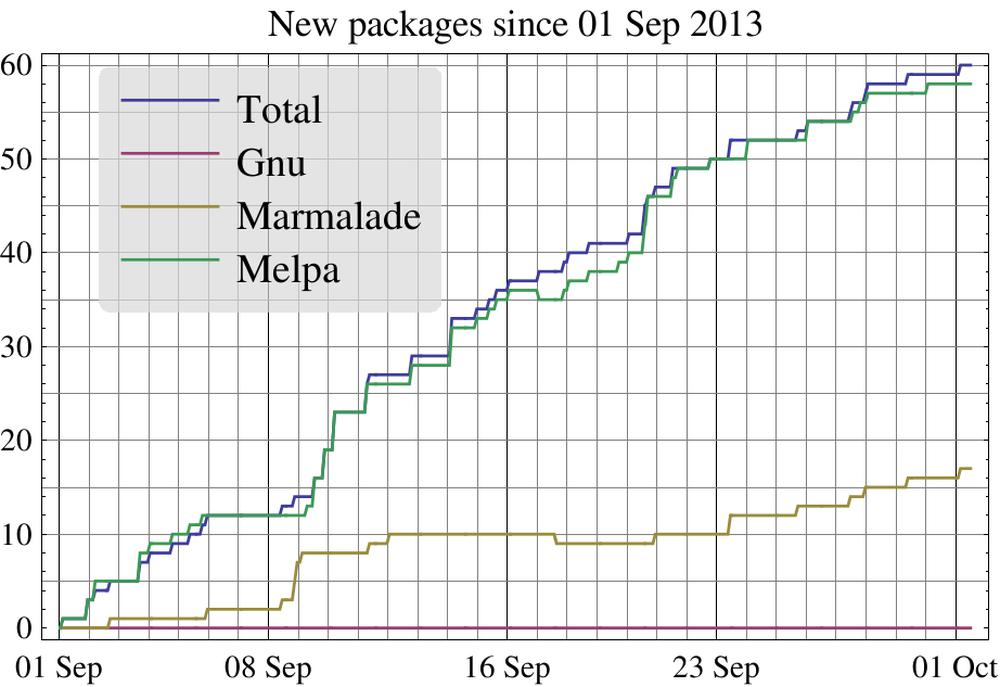 New packages since 01 Sep 2013
60
50
40
30
20
10
0
Total
Gnu
Marmalade
Melpa
01 Sep 08 Sep 16 Sep 23 Sep 01 Oct